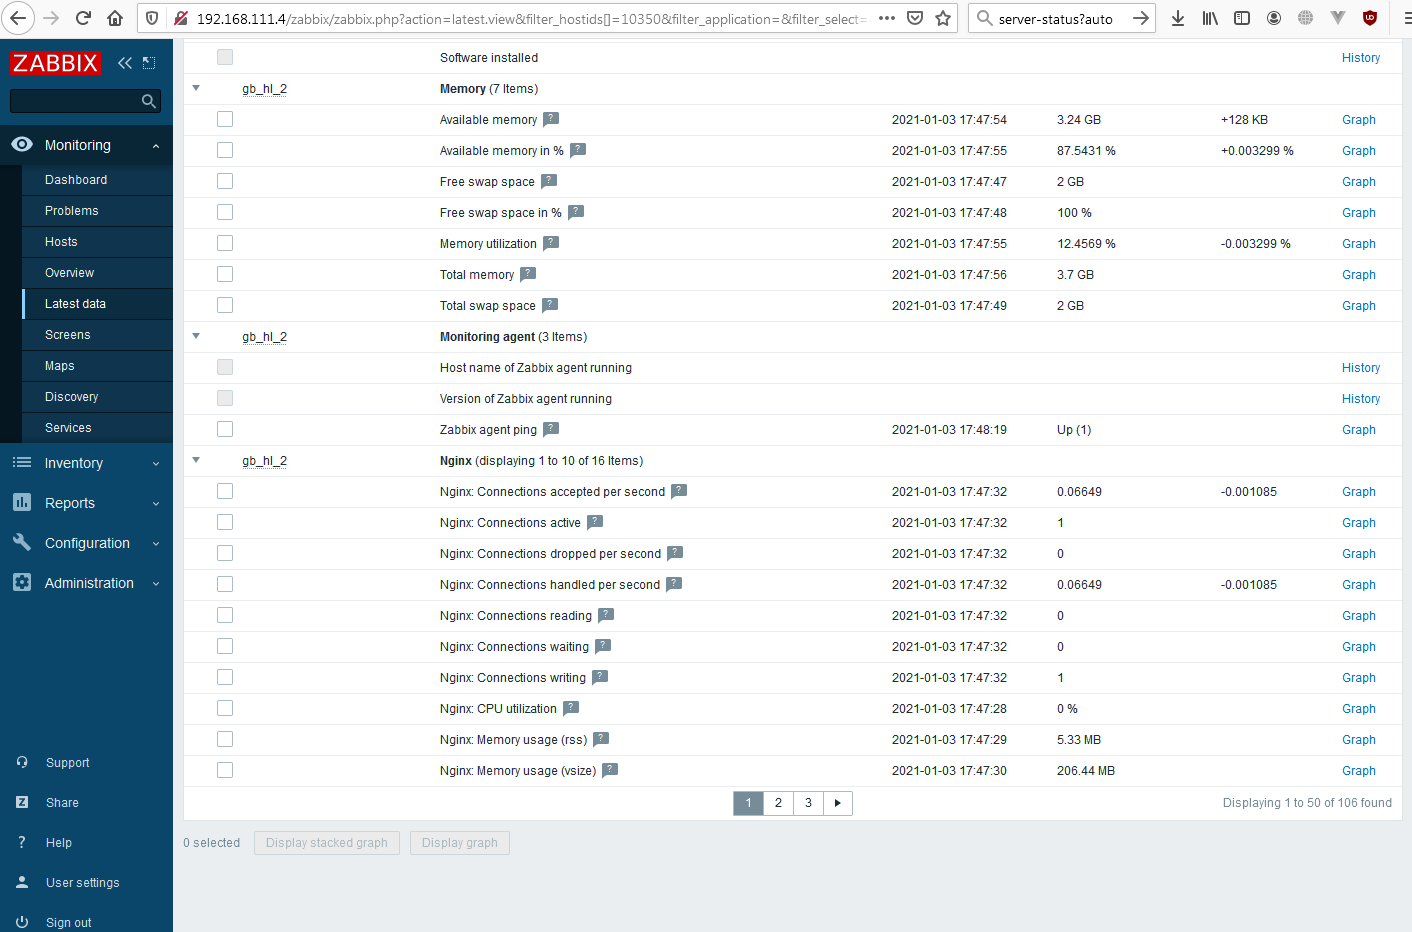 192.168.111.4/zabbix/zabbix.php?action=latest.view&filter_hostids[]=10350&filter_application=&filter_select=
server-status?auto
ZABBIX
Monitoring
Dashboard
Problems
Hosts
Overview
Latest data
Screens
Maps
Discovery
Services
Inventory
Reports
Configuration
Administration
Support
Z Share
? Help
User settings
Sign out
Software installed History
gb_hl_2 Memory (7 Items)
Available memory ? 2021-01-03 17:47:54 3.24 GB +128 KB Graph
Available memory in % ? 2021-01-03 17:47:55 87.5431 % +0.003299 % Graph
Free swap space ? 2021-01-03 17:47:47 2 GB Graph
Free swap space in % ? 2021-01-03 17:47:48 100 % Graph
Memory utilization ? 2021-01-03 17:47:55 12.4569 % -0.003299 % Graph
Total memory ? 2021-01-03 17:47:56 3.7 GB Graph
Total swap space ? 2021-01-03 17:47:49 2 GB Graph
gb_hl_2 Monitoring agent (3 Items)
Host name of Zabbix agent running History
Version of Zabbix agent running History
Zabbix agent ping ? 2021-01-03 17:48:19 Up (1) Graph
gb_hl_2 Nginx (displaying 1 to 10 of 16 Items)
Nginx: Connections accepted per second ? 2021-01-03 17:47:32 0.06649 -0.001085 Graph
Nginx: Connections active ? 2021-01-03 17:47:32 1 Graph
Nginx: Connections dropped per second ? 2021-01-03 17:47:32 0 Graph
Nginx: Connections handled per second ? 2021-01-03 17:47:32 0.06649 -0.001085 Graph
Nginx: Connections reading ? 2021-01-03 17:47:32 0 Graph
Nginx: Connections waiting ? 2021-01-03 17:47:32 0 Graph
Nginx: Connections writing ? 2021-01-03 17:47:32 1 Graph
Nginx: CPU utilization ? 2021-01-03 17:47:28 0 % Graph
Nginx: Memory usage (rss) ? 2021-01-03 17:47:29 5.33 MB Graph
Nginx: Memory usage (vsize) ? 2021-01-03 17:47:30 206.44 MB Graph
1 2 3
Displaying 1 to 50 of 106 found
0 selected Display stacked graph Display graph